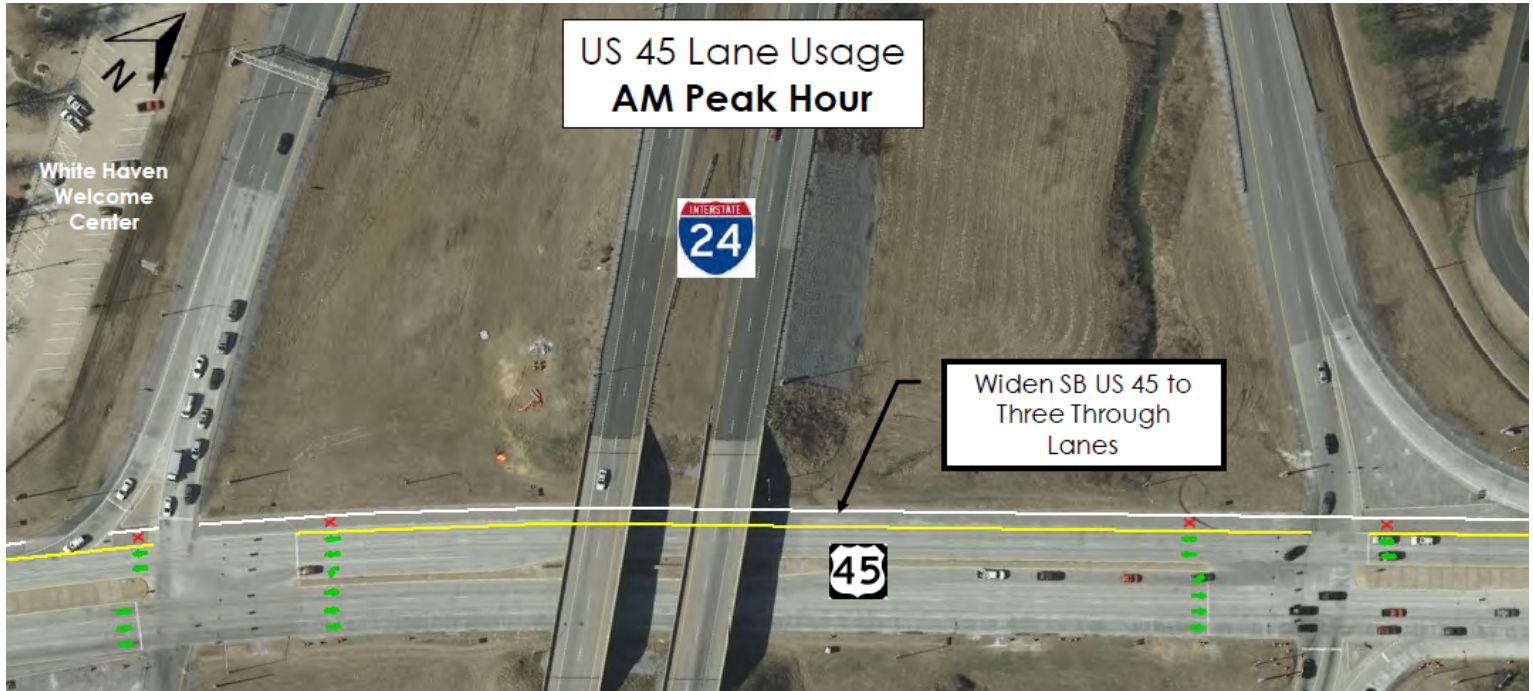 N
US 45 Lane Usage
AM Peak Hour
White Haven
Welcome
Center
INTERSTATE
24
Widen SB US 45 to
Three Through
Lanes
45